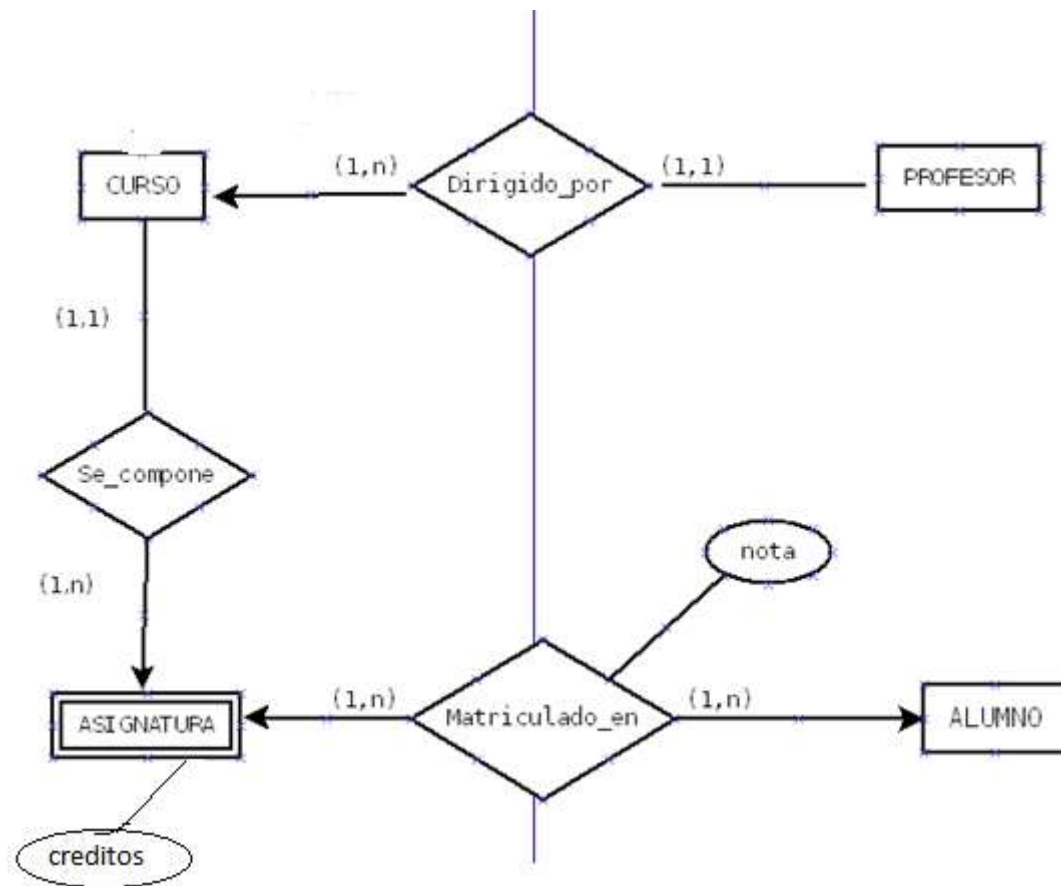 (1,n)
(1,1)
CURSO
Dirigido_por
PROFESOR
(1,1)
Se_compone
(1,n)
nota
(1,n)
(1,n)
ASIGNATURA
Matriculado_en
ALUMNO
creditos